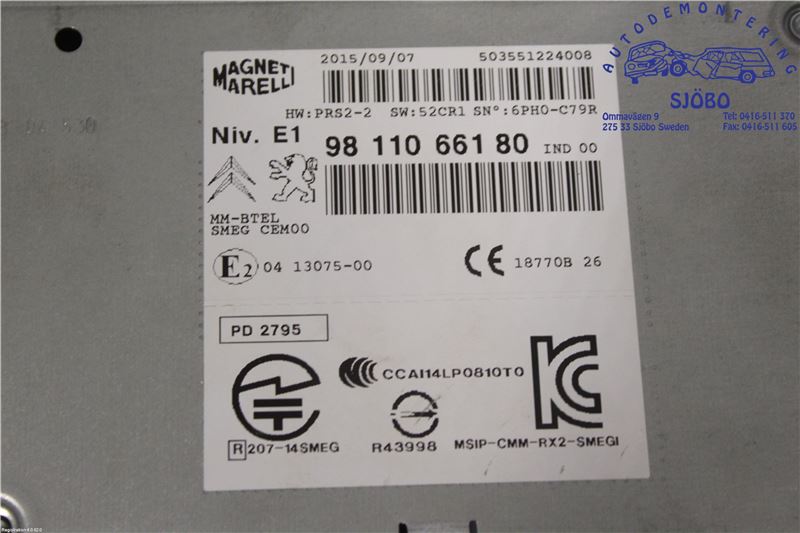 AUTODEMONTERING
SJÖBO
Ommavägen 9
275 33 Sjöbo Sweden
Tel: 0416-511 370
Fax: 0416-511 605
MAGNETI
MARELLI
2015/09/07 503551224008
HW:PRS2-2 SW:52CR1 SN°:6PH0-C79R
Niv. E1 98 110 661 80 IND 00
MM-BTEL
SMEG CEM00
E2 04 13075-00 CE 18770B 26
PD 2795
CCAI14LP0810T0
R 207-14SMEG
R43998
MSIP-CMM-RX2-SMEGI